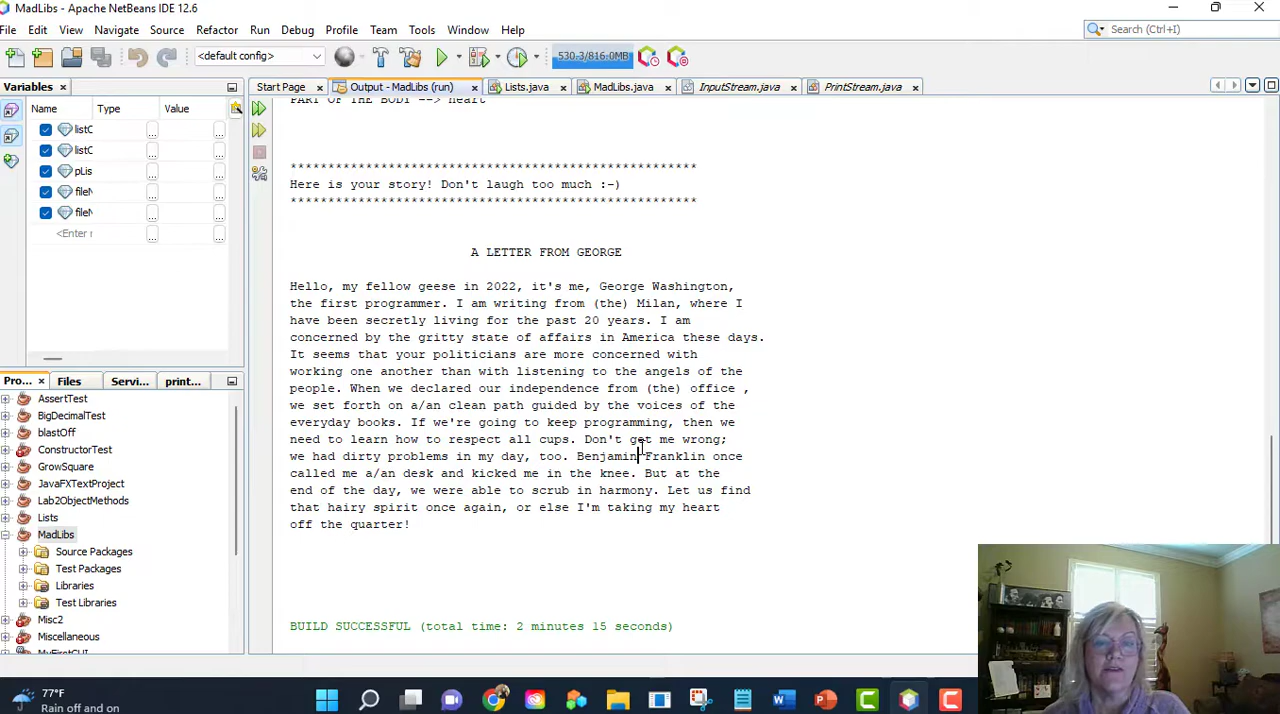 MadLibs - Apache NetBeans IDE 12.6
File Edit View Navigate Source Refactor Run Debug Profile Team Tools Window Help
Search (Ctrl+I)
<default config>
530-3/816-0MB
Variables
Start Page
Output - MadLibs (run)
Lists.java
MadLibs.java
InputStream.java
PrintStream.java
Name Type Value
listC
listC
pLis
fileN
fileN
<Enter r
PART OF THE BODY --> heart
******************************************************
Here is your story! Don't laugh too much :-)
******************************************************
A LETTER FROM GEORGE
Hello, my fellow geese in 2022, it's me, George Washington,
the first programmer. I am writing from (the) Milan, where I
have been secretly living for the past 20 years. I am
concerned by the gritty state of affairs in America these days.
It seems that your politicians are more concerned with
working one another than with listening to the angels of the
people. When we declared our independence from (the) office ,
we set forth on a/an clean path guided by the voices of the
everyday books. If we're going to keep programming, then we
need to learn how to respect all cups. Don't get me wrong;
we had dirty problems in my day, too. Benjamin Franklin once
called me a/an desk and kicked me in the knee. But at the
end of the day, we were able to scrub in harmony. Let us find
that hairy spirit once again, or else I'm taking my heart
off the quarter!
BUILD SUCCESSFUL (total time: 2 minutes 15 seconds)
Pro... Files Servi... print...
AssertTest
BigDecimalTest
blastOff
ConstructorTest
GrowSquare
JavaFXTextProject
Lab2ObjectMethods
Lists
MadLibs
Source Packages
Test Packages
Libraries
Test Libraries
Misc2
Miscellaneous
MyFirstGUI
77°F
Rain off and on